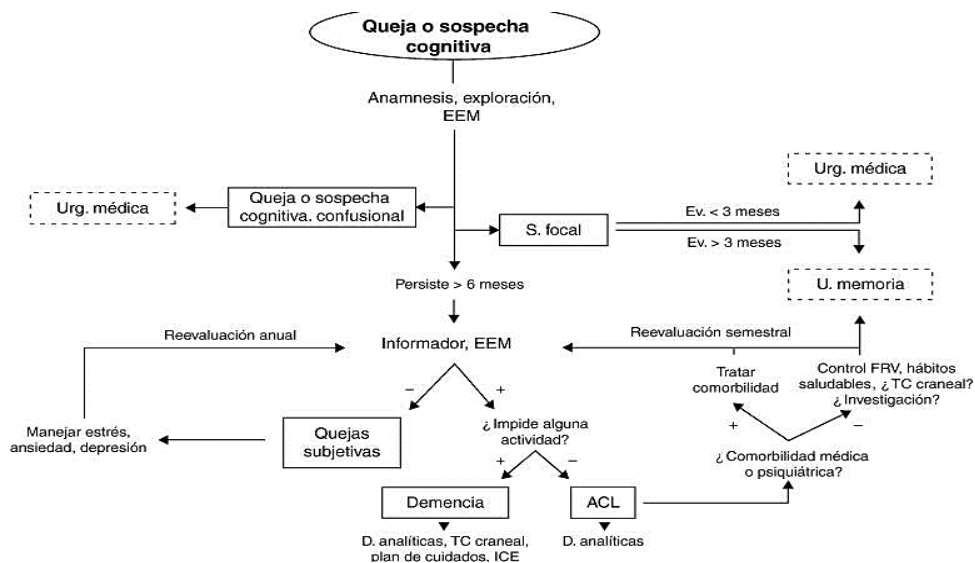 Queja o sospecha
cognitiva
Anamnesis, exploración,
EEM
Urg. médica
Urg. médica
Queja o sospecha
cognitiva. confusional
S. focal
Ev. < 3 meses
Ev. > 3 meses
Persiste > 6 meses
U. memoria
Reevaluación anual
Informador, EEM
Reevaluación semestral
Tratar
comorbilidad
Control FRV, hábitos
saludables, ¿TC craneal?
¿Investigación?
−
+
Manejar estrés,
ansiedad, depresión
Quejas
subjetivas
¿Impide alguna
actividad?
+
−
¿Comorbilidad médica
o psiquiátrica?
+
−
Demencia
ACL
D. analíticas, TC craneal,
plan de cuidados, ICE
D. analíticas